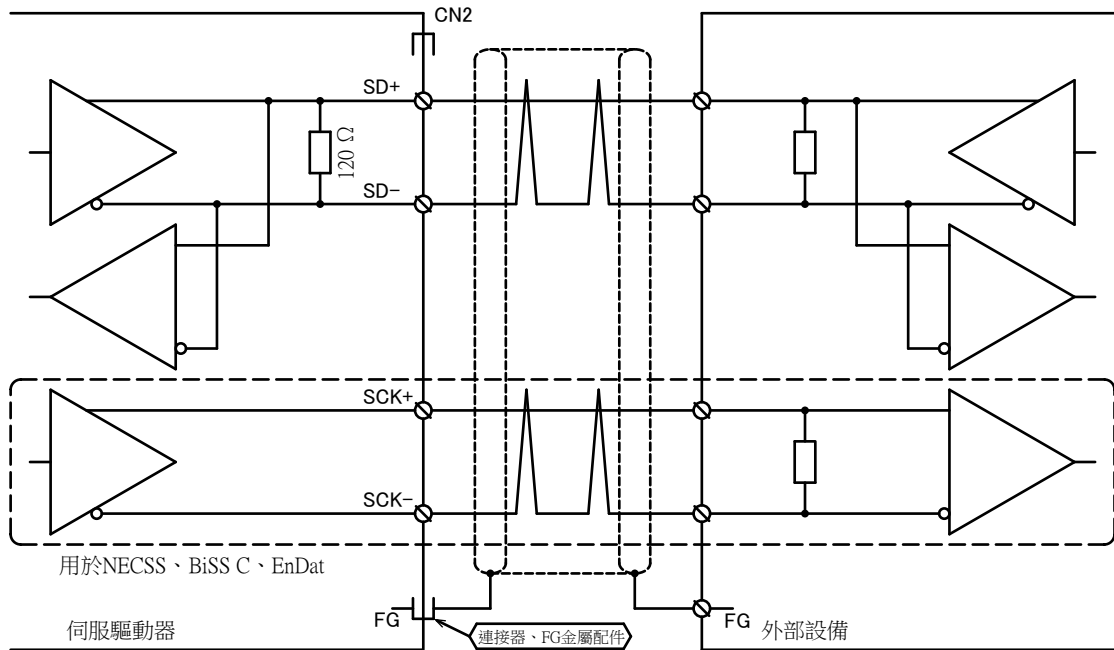 CN2
SD+
120 Ω
SD-
SCK+
SCK-
用於NECSS、BiSS C、EnDat
FG
FG
伺服驅動器
連接器、FG金屬配件
外部設備